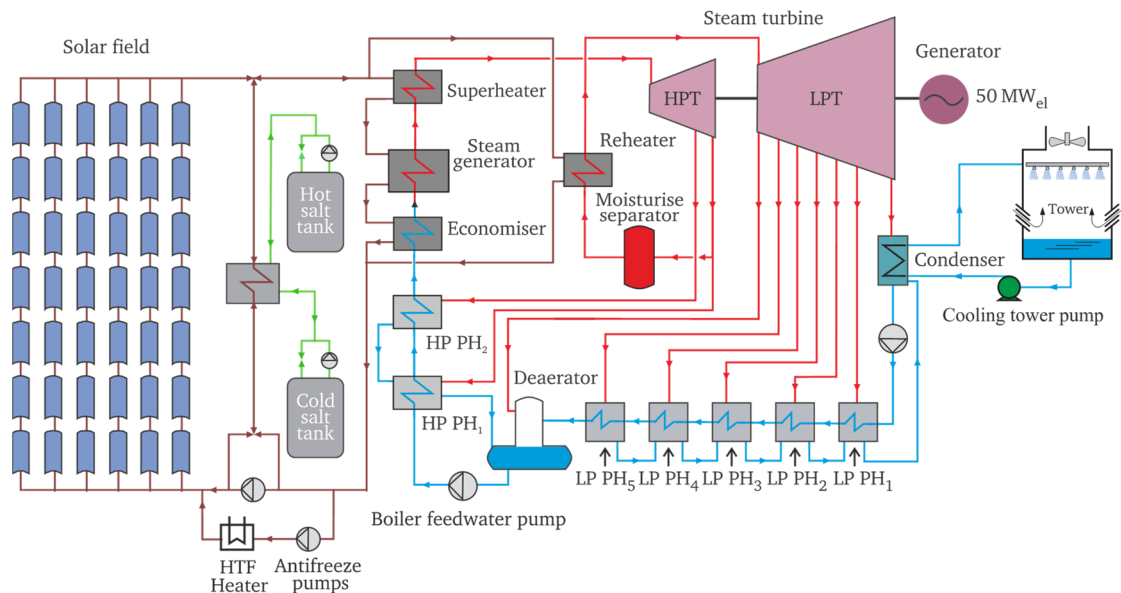 Steam turbine
Solar field
Generator
Superheater
HPT
LPT
50 MWel
Steam
generator
Reheater
Hot
salt
tank
Moisturise
separator
Tower
Economiser
Condenser
Cooling tower pump
HP PH2
Deaerator
Cold
salt
tank
HP PH1
LP PH5
LP PH4
LP PH3
LP PH2
LP PH1
Boiler feedwater pump
HTF
Heater
Antifreeze
pumps